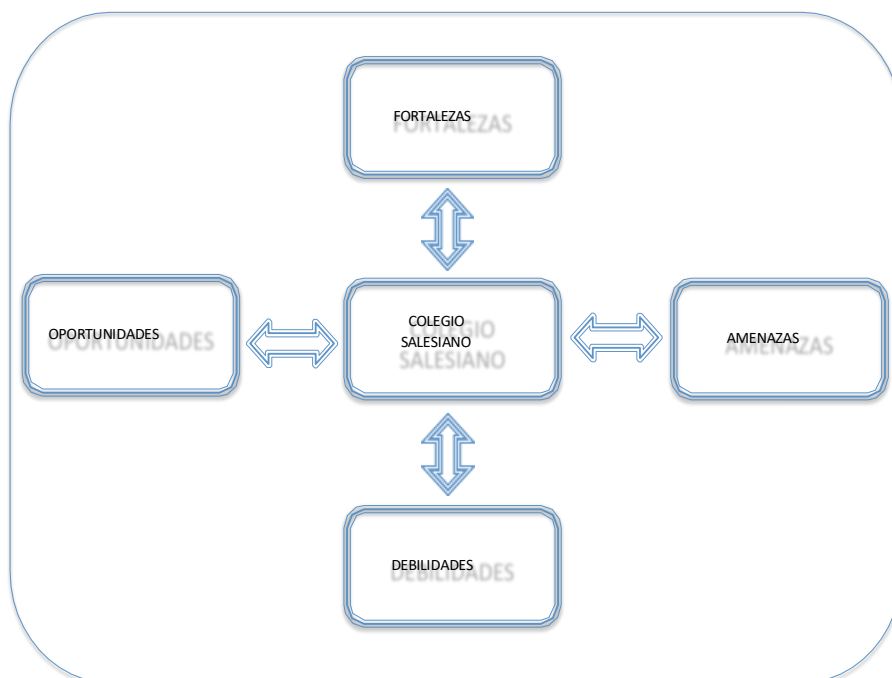 FORTALEZAS
OPORTUNIDADES
COLEGIO
SALESIANO
AMENAZAS
DEBILIDADES